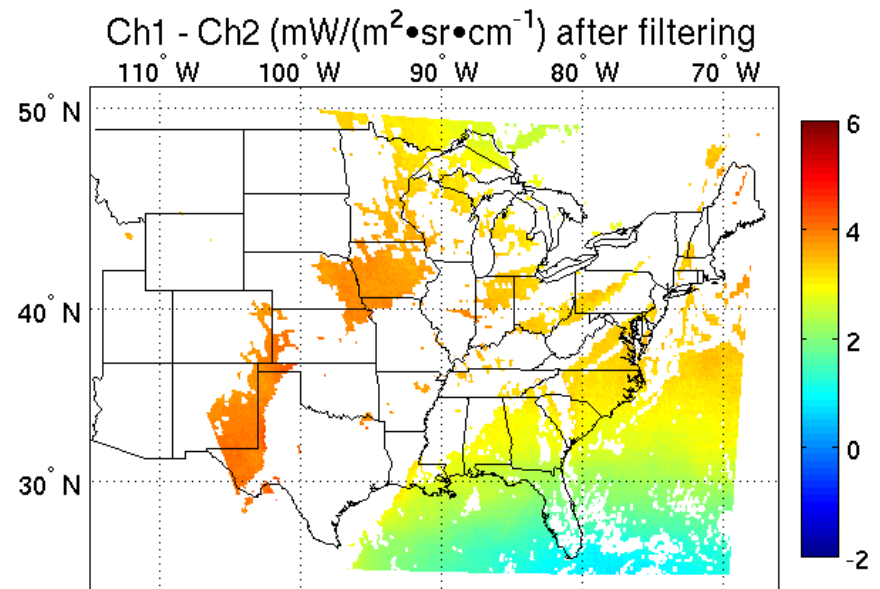 Ch1 - Ch2 (mW/(m²•sr•cm⁻¹) after filtering
110° W 100° W 90° W 80° W 70° W
50° N
40° N
30° N
6
4
2
0
-2